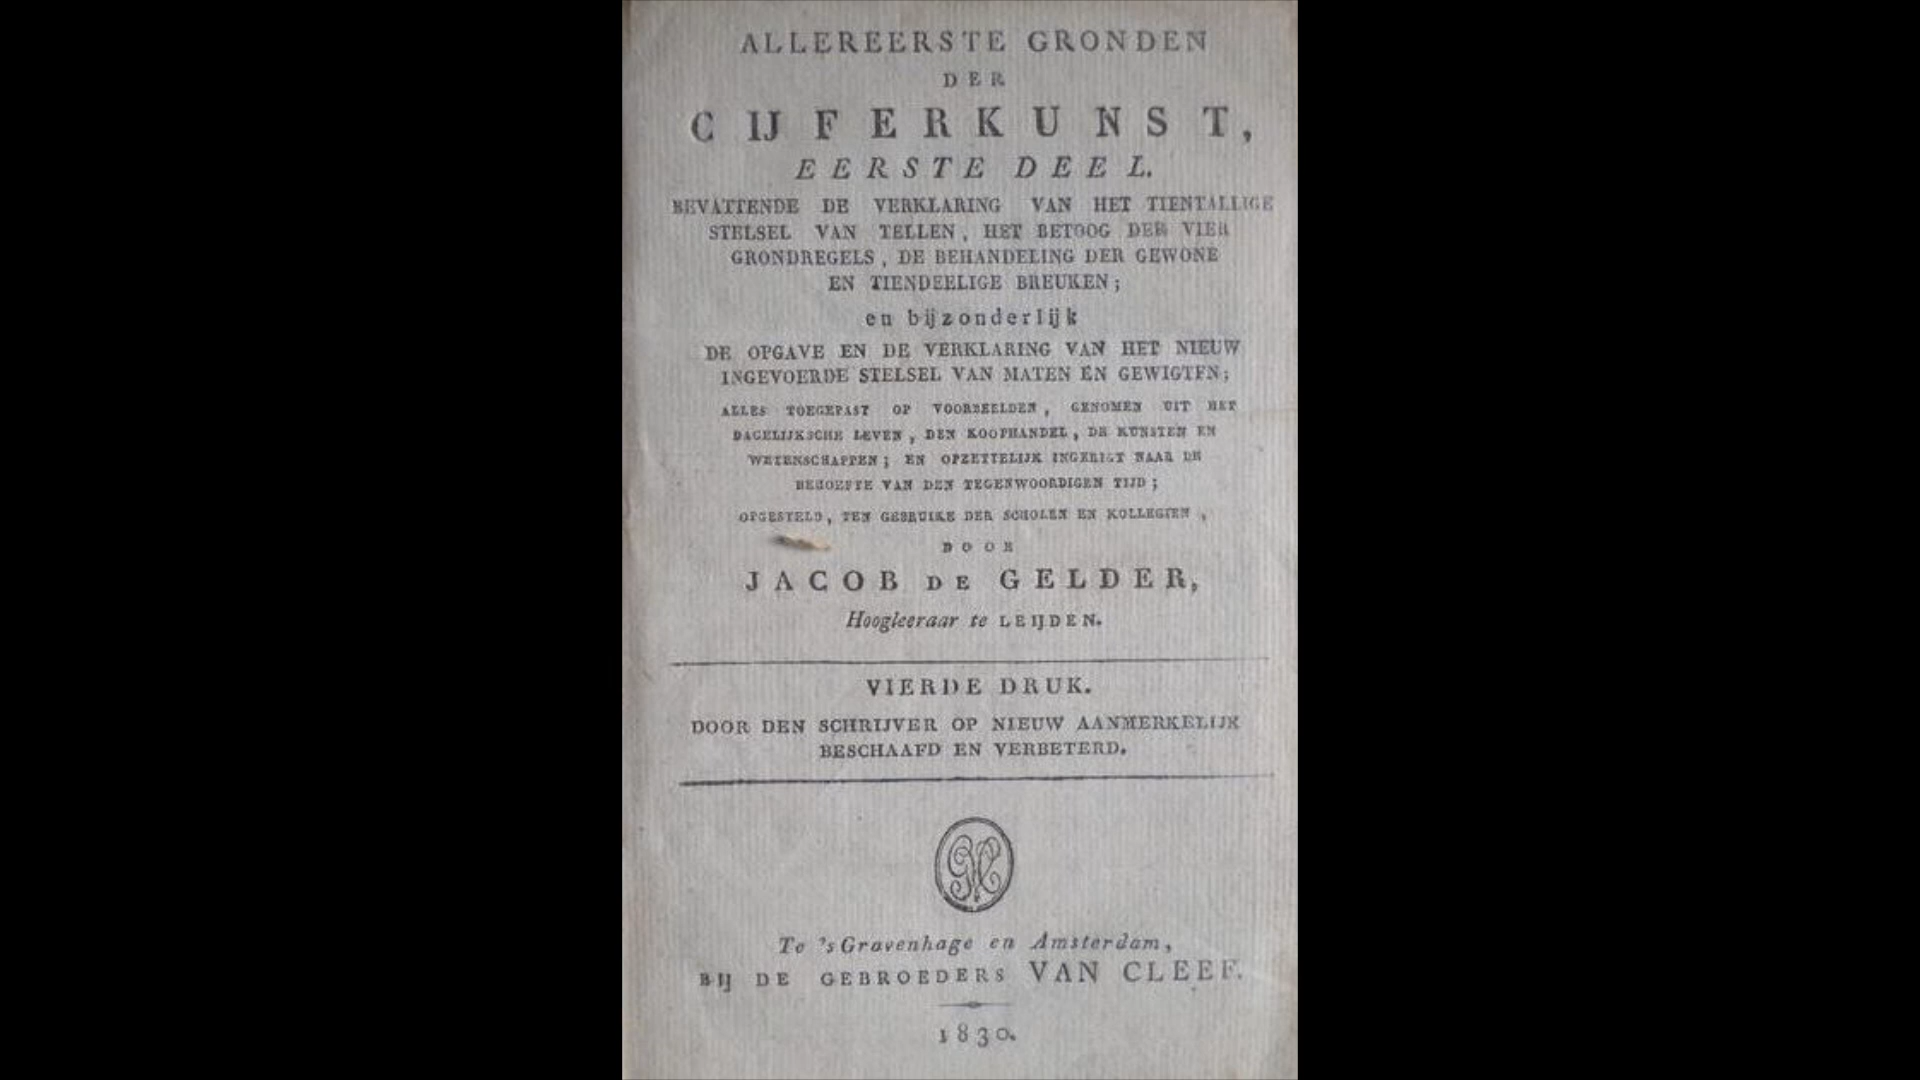 ALLEREERSTE GRONDEN
DER
CIJFERKUNST,
EERSTE DEEL.
BEVATTENDE DE VERKLARING VAN HET TIENTALLIGE
STELSEL VAN TELLEN, HET BETOOG DER VIER
GRONDREGELS, DE BEHANDELING DER GEWONE
EN TIENDEELIGE BREUKEN;
en bijzonderlijk
DE OPGAVE EN DE VERKLARING VAN HET NIEUW
INGEVOERDE STELSEL VAN MATEN EN GEWIGTEN;
ALLES TOEGEPAST OP VOORBEELDEN, GENOMEN UIT HET
DAGELIJKSCHE LEVEN, DEN KOOPHANDEL, DE KUNSTEN EN
WETENSCHAPPEN; EN OPZETTELIJK INGERIGT NAAR DE
BEHOEFTE VAN DEN TEGENWOORDIGEN TIJD;
OPGESTELD, TEN GEBRUIKE DER SCHOLEN EN KOLLEGIEN,
DOOR
JACOB DE GELDER,
Hoogleeraar te LEIJDEN.
VIERDE DRUK.
DOOR DEN SCHRIJVER OP NIEUW AANMERKELIJK
BESCHAAFD EN VERBETERD.
GVC
Te 's Gravenhage en Amsterdam,
BIJ DE GEBROEDERS VAN CLEEF.
1830.